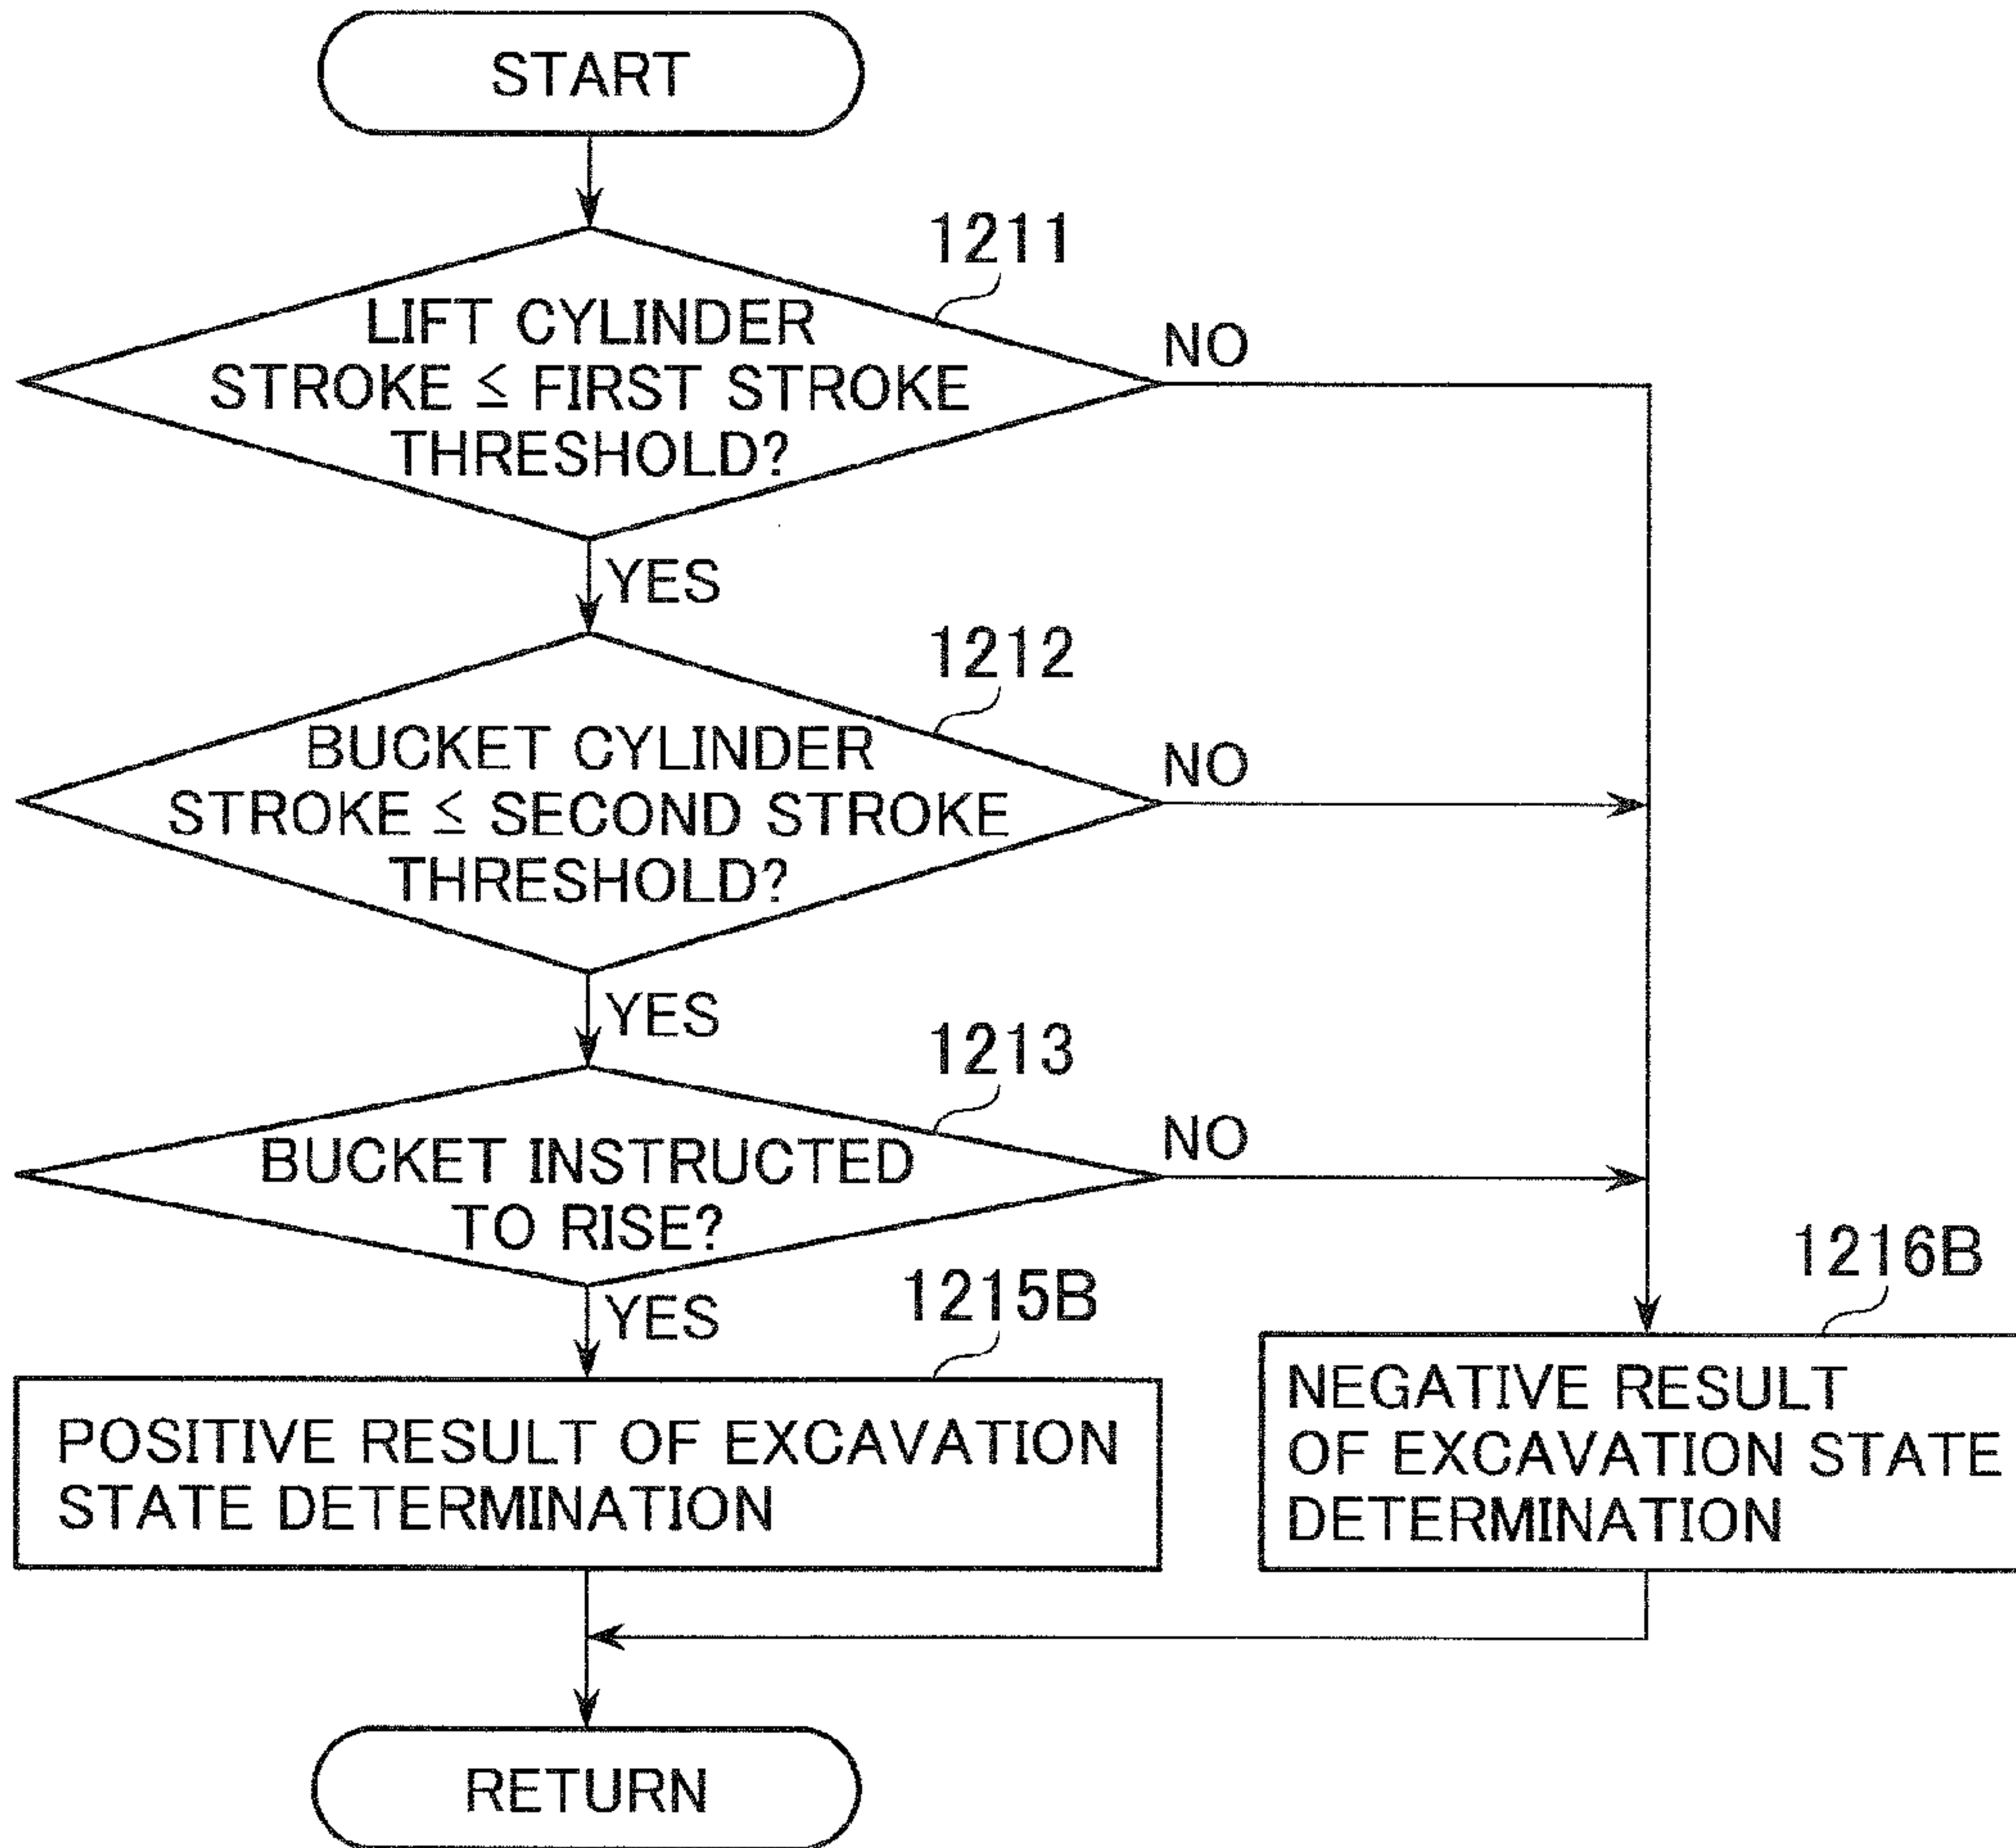 START
1211
LIFT CYLINDER
STROKE ≤ FIRST STROKE
THRESHOLD?
NO
YES
1212
BUCKET CYLINDER
STROKE ≤ SECOND STROKE
THRESHOLD?
NO
YES
1213
BUCKET INSTRUCTED
TO RISE?
NO
YES
1215B
POSITIVE RESULT OF EXCAVATION
STATE DETERMINATION
1216B
NEGATIVE RESULT
OF EXCAVATION STATE
DETERMINATION
RETURN